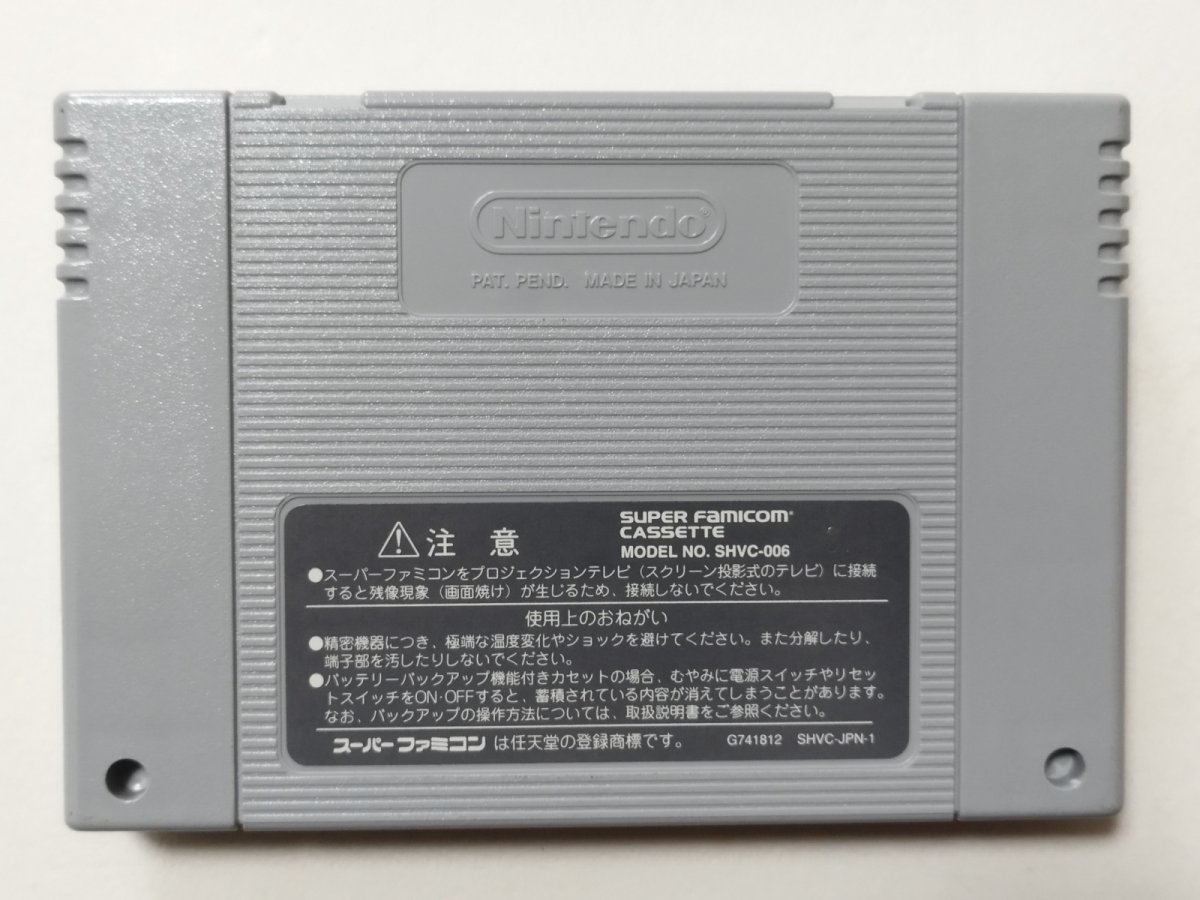 Nintendo®
PAT. PEND. MADE IN JAPAN
⚠注 意
SUPER FAMICOM®
CASSETTE
MODEL NO. SHVC-006
●スーパーファミコンをプロジェクションテレビ（スクリーン投影式のテレビ）に接続
すると残像現象（画面焼け）が生じるため、接続しないでください。
使用上のおねがい
●精密機器につき、極端な温度変化やショックを避けてください。また分解したり、
端子部を汚したりしないでください。
●バッテリーバックアップ機能付きカセットの場合、むやみに電源スイッチやリセッ
トスイッチをON・OFFすると、蓄積されている内容が消えてしまうことがあります。
なお、バックアップの操作方法については、取扱説明書をご参照ください。
スーパーファミコン は任天堂の登録商標です。 G741812 SHVC-JPN-1